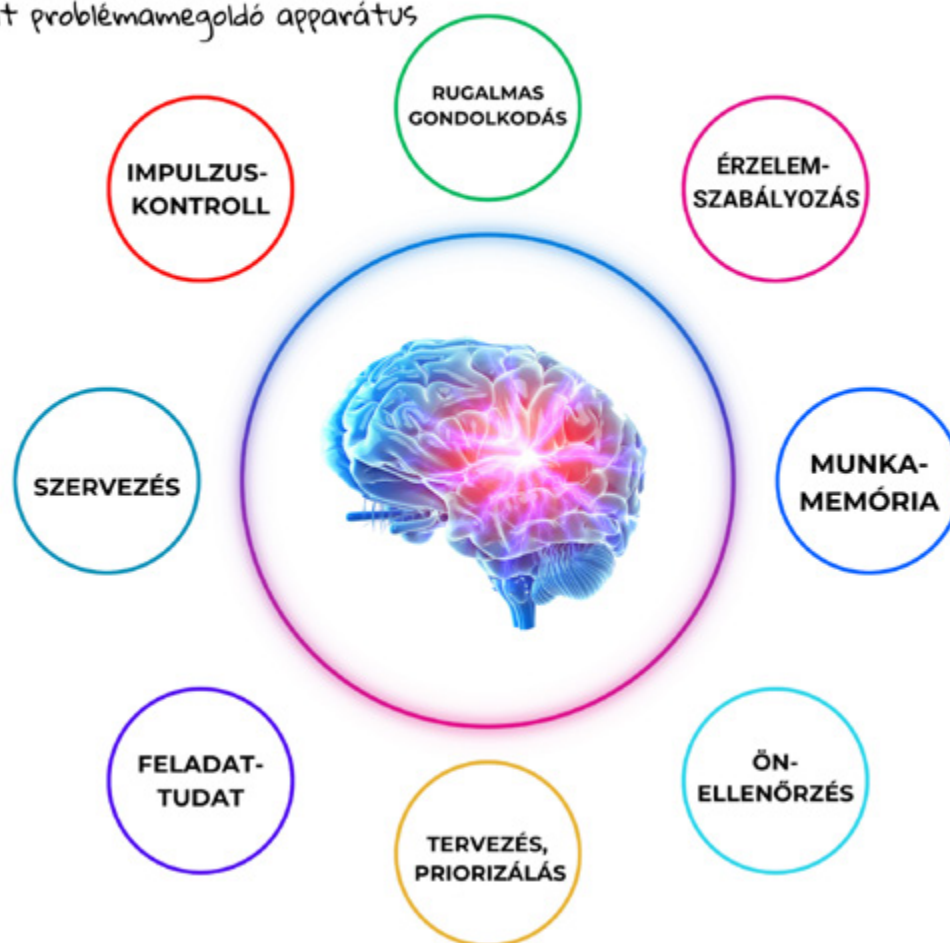 problémamegoldó apparátus
RUGALMAS
GONDOLKODÁS
ÉRZELEM-
SZABÁLYOZÁS
MUNKA-
MEMÓRIA
ÖN-
ELLENŐRZÉS
TERVEZÉS,
PRIORIZÁLÁS
FELADAT-
TUDAT
SZERVEZÉS
IMPULZUS-
KONTROLL